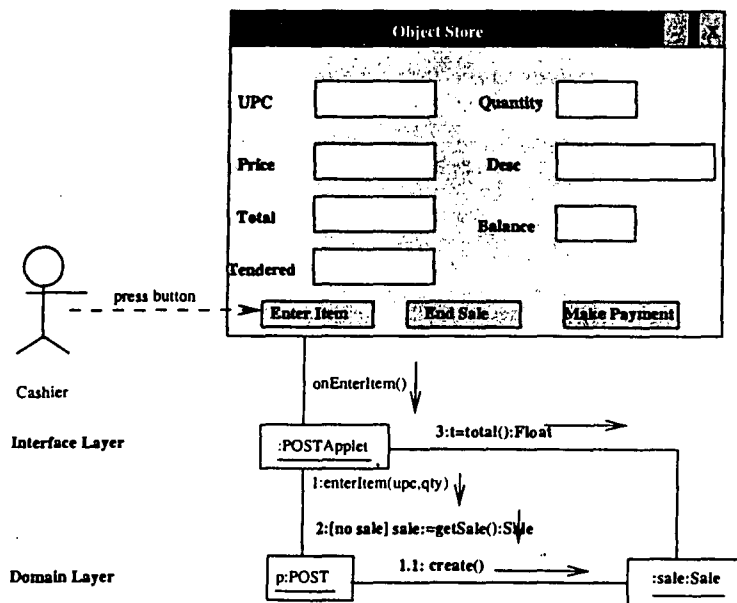 Object Store
X
UPC
Quantity
Price
Desc
Total
Balance
Tendered
press button
Enter Item
End Sale
Make Payment
Cashier
onEnterItem()
Interface Layer
:POSTApplet
3:t=total():Float
1:enterItem(upc,qty)
2:[no sale] sale:=getSale():Sale
Domain Layer
p:POST
1.1: create()
:sale:Sale